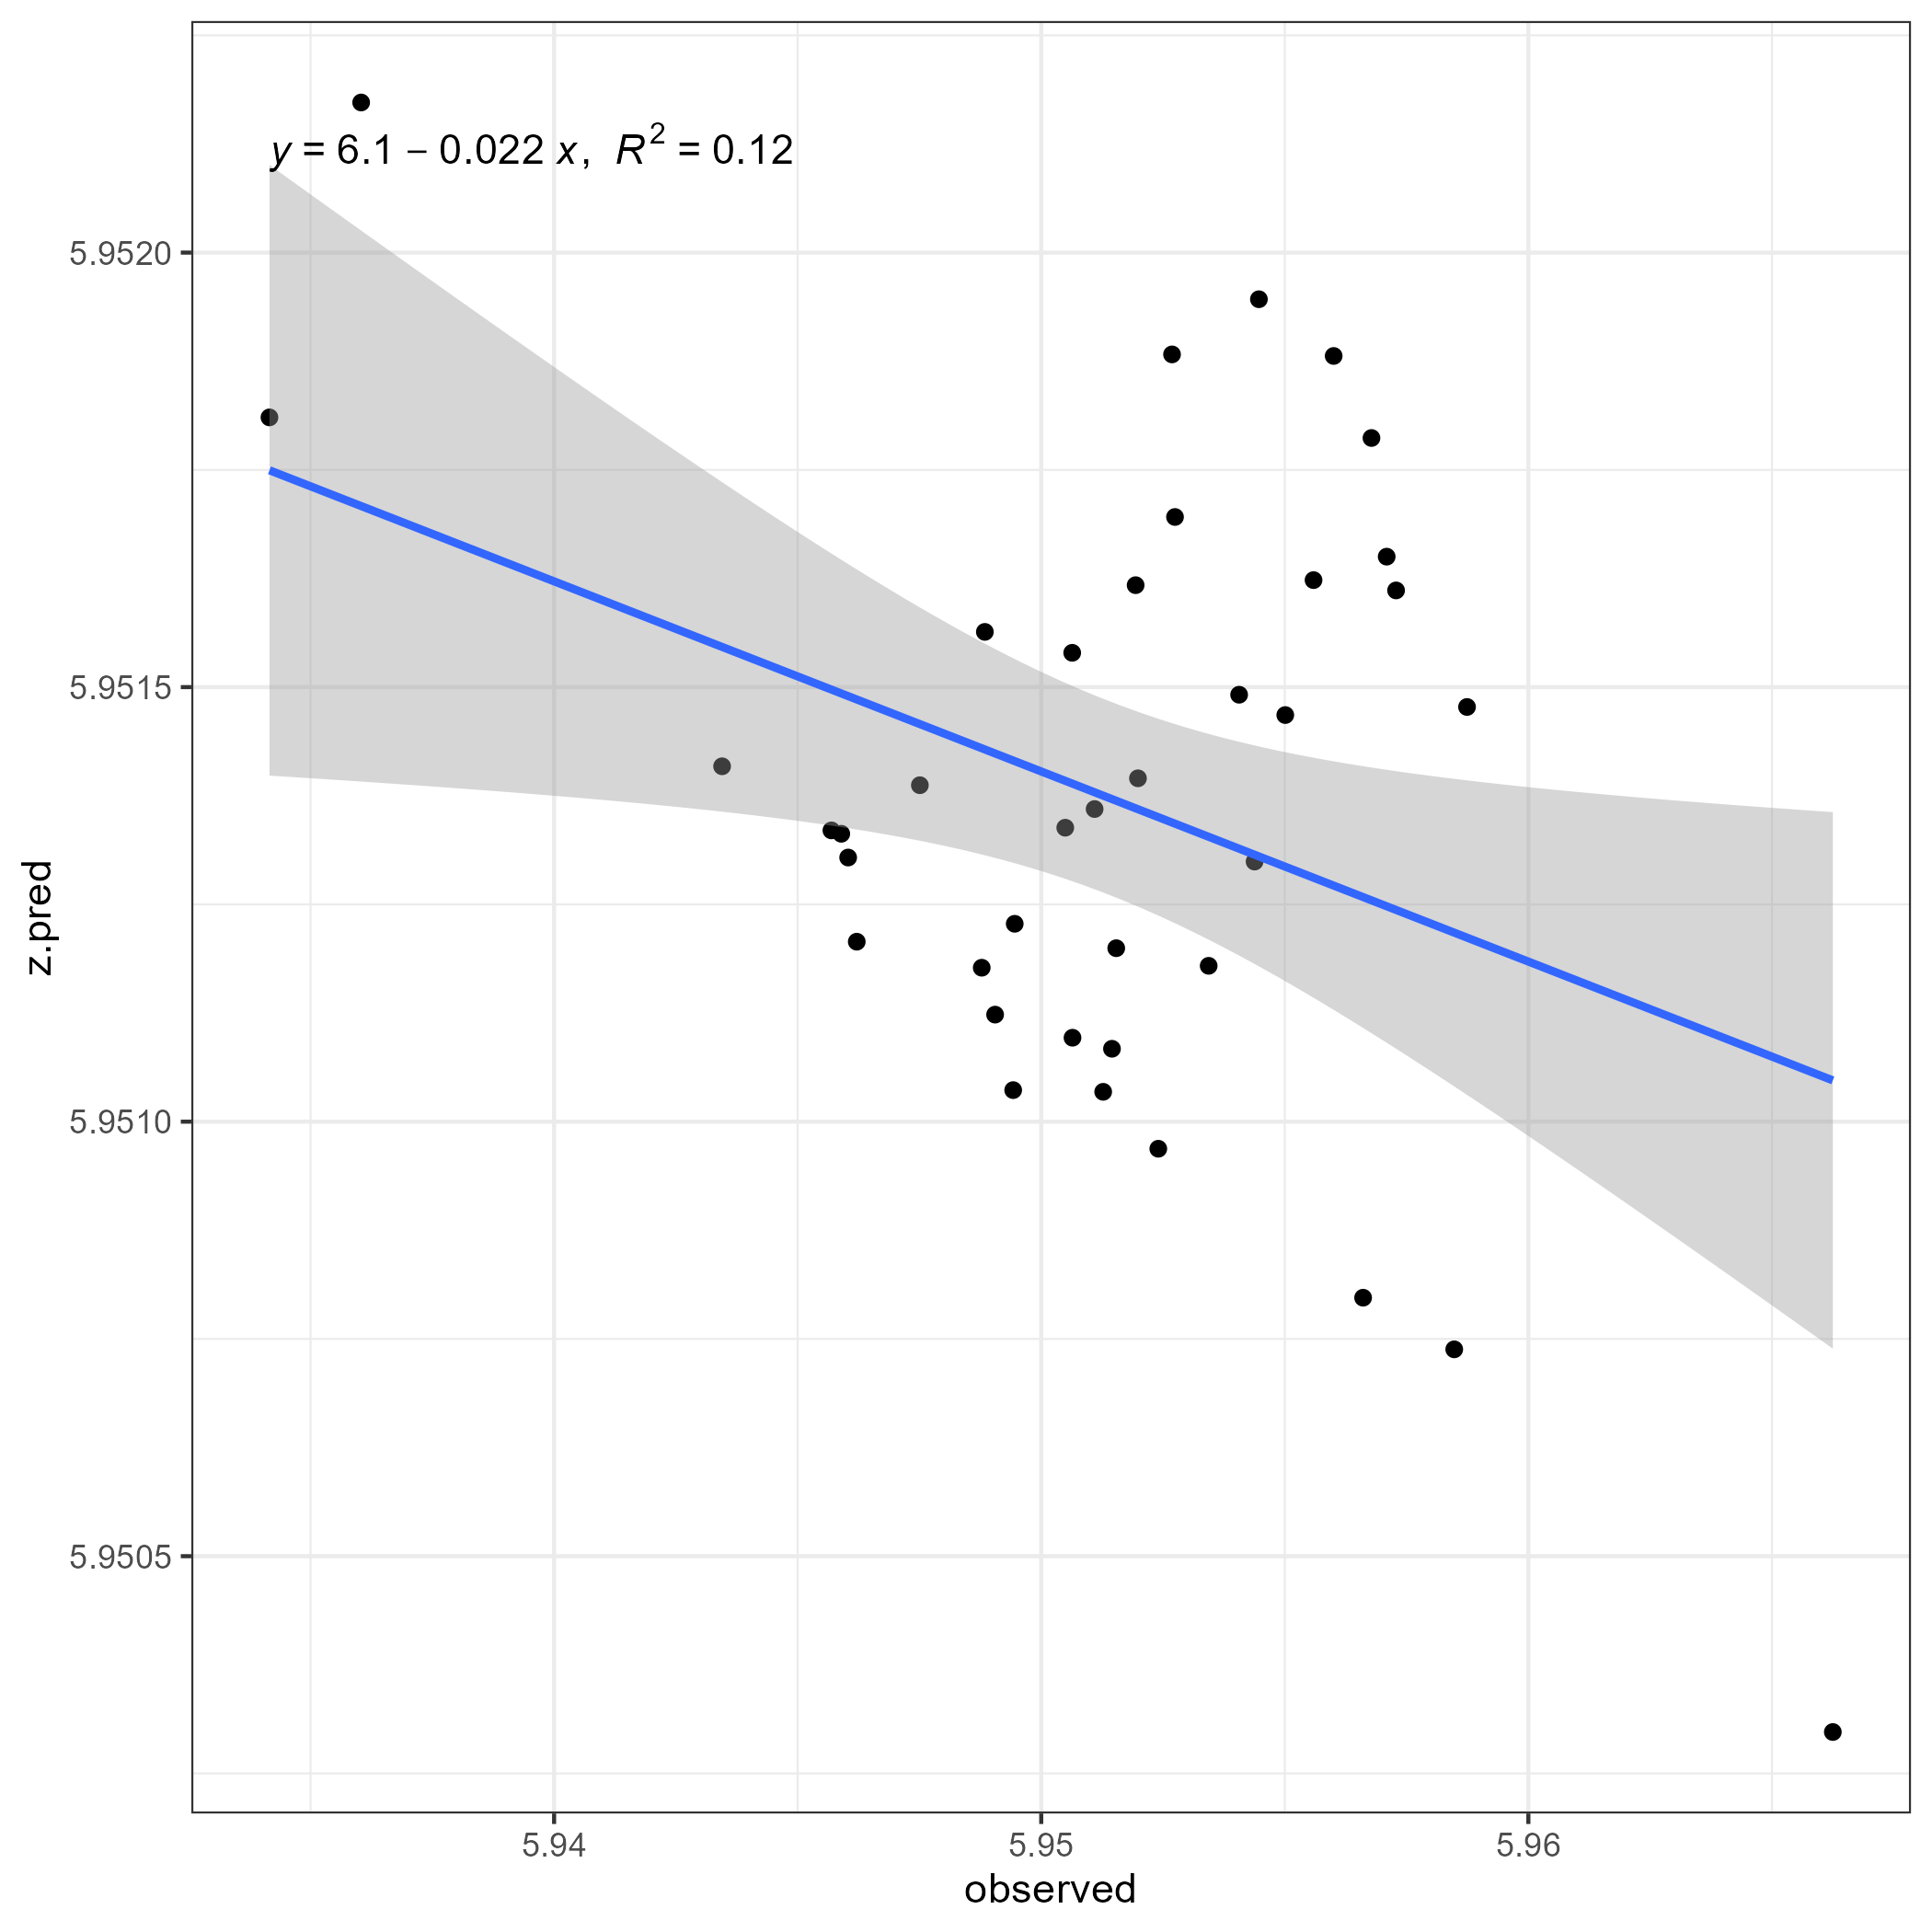 y = 6.1 − 0.022 x, R² = 0.12
5.9520
5.9515
5.9510
5.9505
z.pred
5.94 5.95 5.96
observed